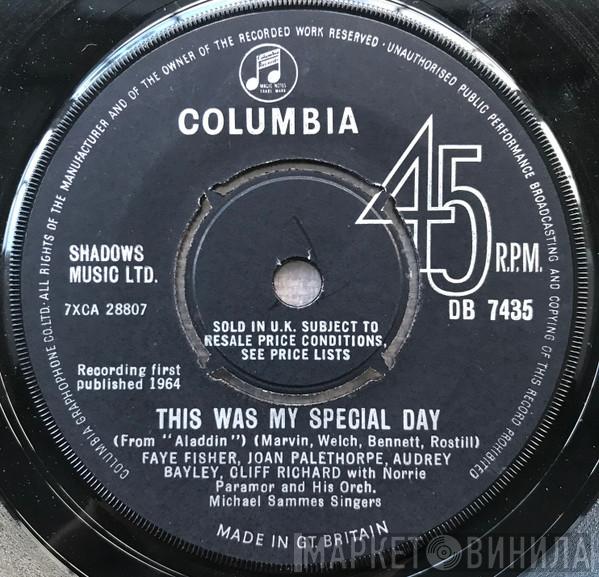 COLUMBIA GRAPHOPHONE CO.LTD. · ALL RIGHTS OF THE MANUFACTURER AND OF THE OWNER OF THE RECORDED WORK RESERVED · UNAUTHORISED PUBLIC PERFORMANCE BROADCASTING AND COPYING OF THIS RECORD PROHIBITED
MAGIC NOTES
TRADE MARK
COLUMBIA
45
R.P.M.
SHADOWS
MUSIC LTD.
7XCA 28807
DB 7435
SOLD IN U.K. SUBJECT TO
RESALE PRICE CONDITIONS,
SEE PRICE LISTS
Recording first
published 1964
THIS WAS MY SPECIAL DAY
(From "Aladdin") (Marvin, Welch, Bennett, Rostill)
FAYE FISHER, JOAN PALETHORPE, AUDREY
BAYLEY, CLIFF RICHARD with Norrie
Paramor and His Orch.
Michael Sammes Singers
MADE IN GT. BRITAIN
МАРКЕТ ВИНИЛА